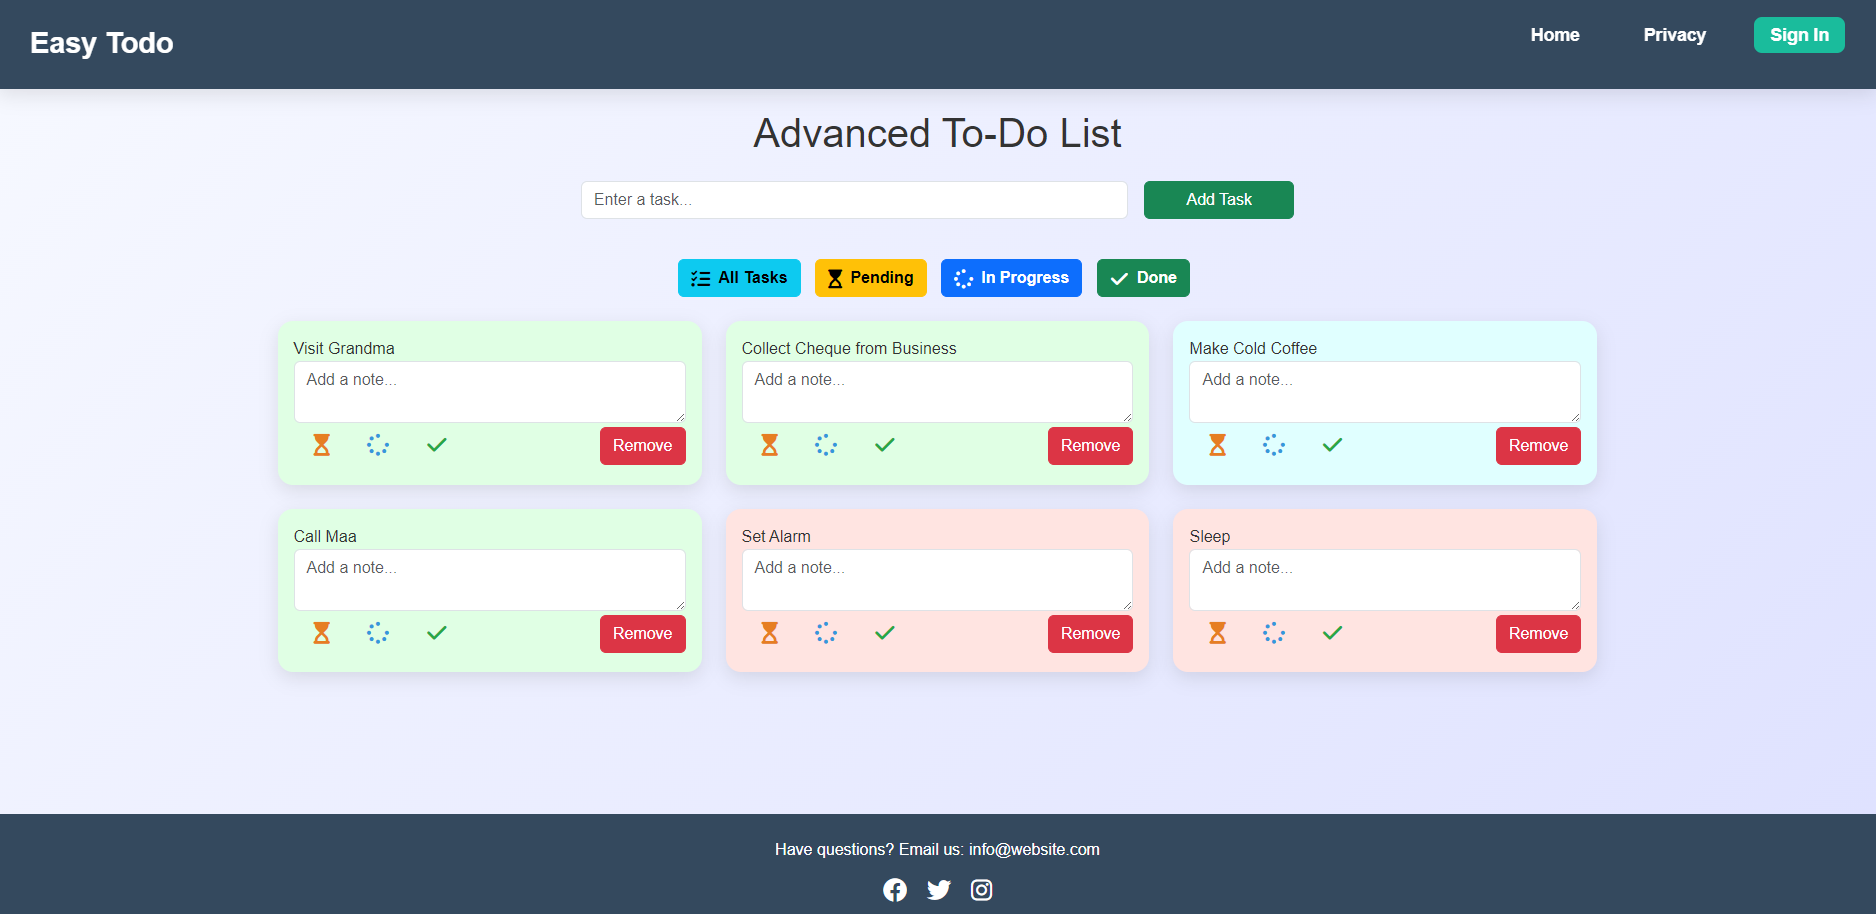 Easy Todo
Home Privacy Sign In
Advanced To-Do List
Enter a task... Add Task
All Tasks Pending In Progress Done
Visit Grandma
Add a note...
Remove
Collect Cheque from Business
Add a note...
Remove
Make Cold Coffee
Add a note...
Remove
Call Maa
Add a note...
Remove
Set Alarm
Add a note...
Remove
Sleep
Add a note...
Remove
Have questions? Email us: info@website.com